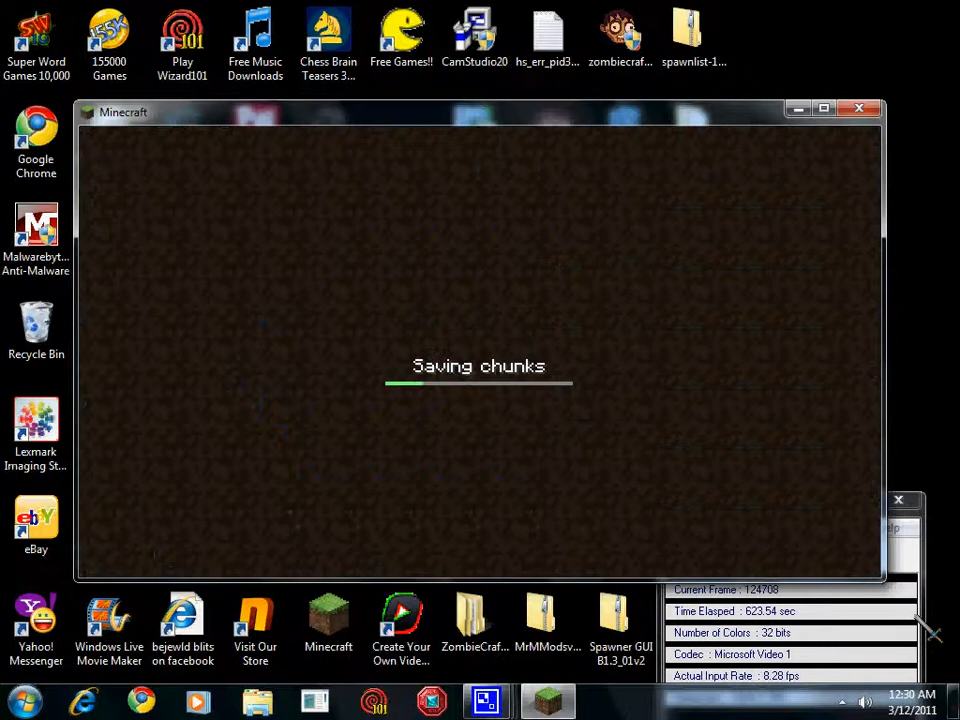 Super Word
Games 10,000
155000
Games
Play
Wizard101
Free Music
Downloads
Chess Brain
Teasers 3...
Free Games!!
CamStudio20
hs_err_pid3...
zombiecraf...
spawnlist-1...
Minecraft
Google
Chrome
Malwarebyt...
Anti-Malware
Recycle Bin
Saving chunks
Lexmark
Imaging St...
eBay
elp
Current Frame : 124708
Time Elasped : 623.54 sec
Number of Colors : 32 bits
Codec : Microsoft Video 1
Actual Input Rate : 8.28 fps
Yahoo!
Messenger
Windows Live
Movie Maker
bejewld blits
on facebook
Visit Our
Store
Minecraft
Create Your
Own Vide...
ZombieCraf...
MrMModsv...
Spawner GUI
B1.3_01v2
12:30 AM
3/12/2011